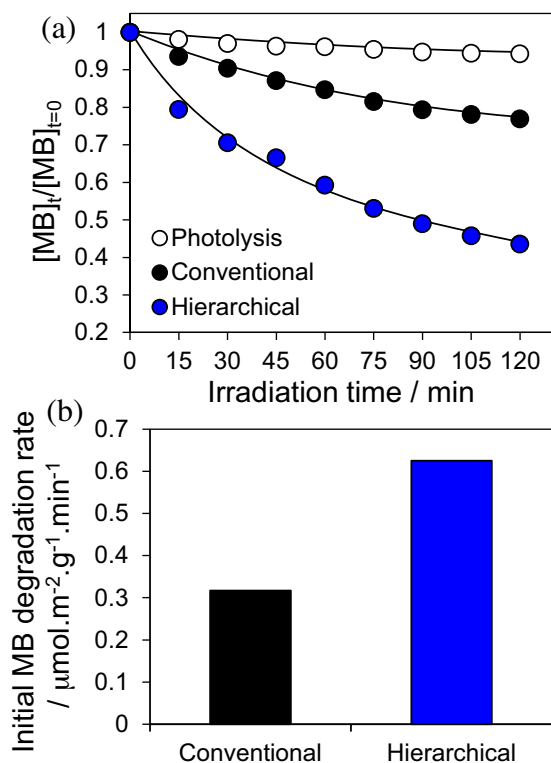 (a)
[MB]t/[MB]t=0
1
0.9
0.8
0.7
0.6
0.5
0.4
0.3
0.2
Photolysis
Conventional
Hierarchical
0 15 30 45 60 75 90 105 120
Irradiation time / min
(b)
Initial MB degradation rate
/ μmol.m-2.g-1.min-1
0.7
0.6
0.5
0.4
0.3
0.2
0.1
0
Conventional Hierarchical